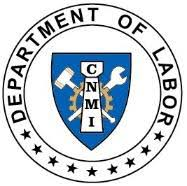 DEPARTMENT OF LABOR
CNMI